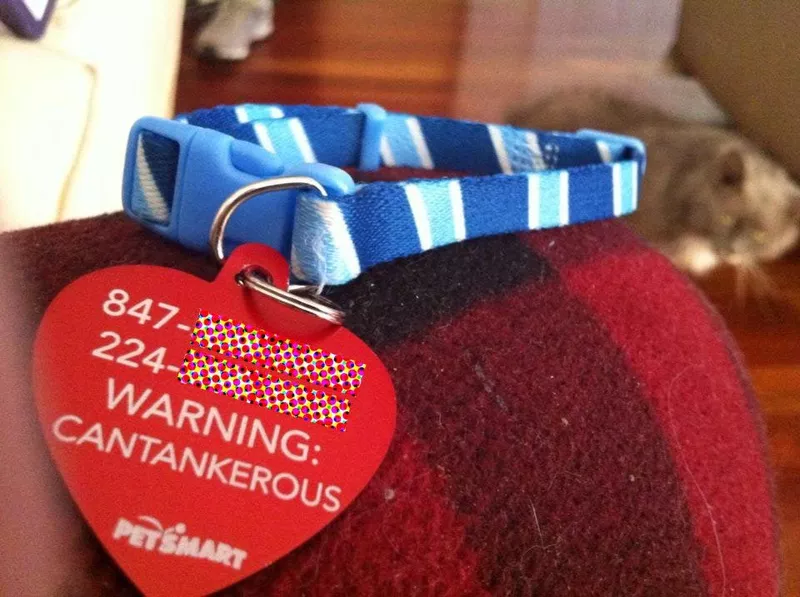 847-
224-
WARNING:
CANTANKEROUS
PETSMART